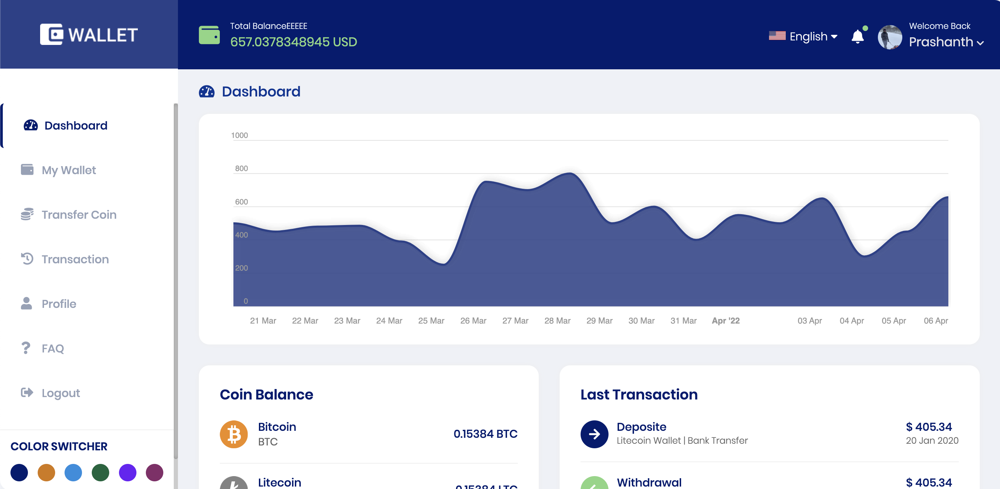 WALLET
Total BalanceEEEEE
657.0378348945 USD
English
Welcome Back
Prashanth
Dashboard
Dashboard
My Wallet
Transfer Coin
Transaction
Profile
FAQ
Logout
COLOR SWITCHER
1000
800
600
400
200
0
21 Mar 22 Mar 23 Mar 24 Mar 25 Mar 26 Mar 27 Mar 28 Mar 29 Mar 30 Mar 31 Mar Apr '22 03 Apr 04 Apr 05 Apr 06 Apr
Coin Balance
Bitcoin
BTC
0.15384 BTC
Litecoin
0.15384 LTC
Last Transaction
Deposite
Litecoin Wallet | Bank Transfer
$ 405.34
20 Jan 2020
Withdrawal
$ 405.34